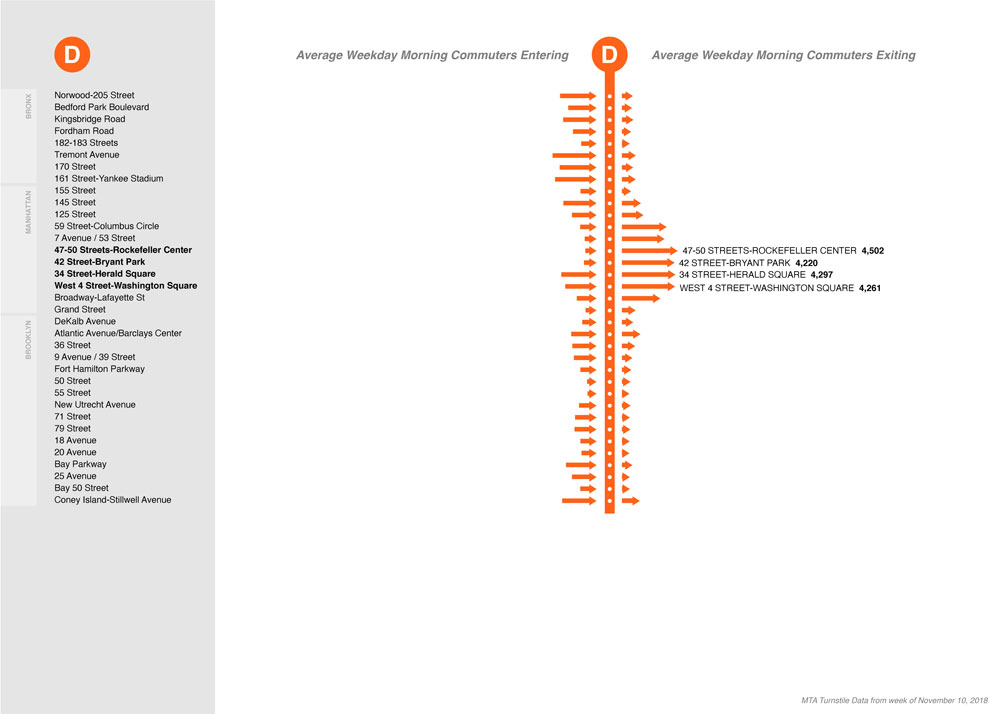 D
BRONX
Norwood-205 Street
Bedford Park Boulevard
Kingsbridge Road
Fordham Road
182-183 Streets
Tremont Avenue
170 Street
161 Street-Yankee Stadium
MANHATTAN
155 Street
145 Street
125 Street
59 Street-Columbus Circle
7 Avenue / 53 Street
47-50 Streets-Rockefeller Center
42 Street-Bryant Park
34 Street-Herald Square
West 4 Street-Washington Square
Broadway-Lafayette St
Grand Street
BROOKLYN
DeKalb Avenue
Atlantic Avenue/Barclays Center
36 Street
9 Avenue / 39 Street
Fort Hamilton Parkway
50 Street
55 Street
New Utrecht Avenue
71 Street
79 Street
18 Avenue
20 Avenue
Bay Parkway
25 Avenue
Bay 50 Street
Coney Island-Stillwell Avenue
Average Weekday Morning Commuters Entering
D
Average Weekday Morning Commuters Exiting
47-50 STREETS-ROCKEFELLER CENTER 4,502
42 STREET-BRYANT PARK 4,220
34 STREET-HERALD SQUARE 4,297
WEST 4 STREET-WASHINGTON SQUARE 4,261
MTA Turnstile Data from week of November 10, 2018